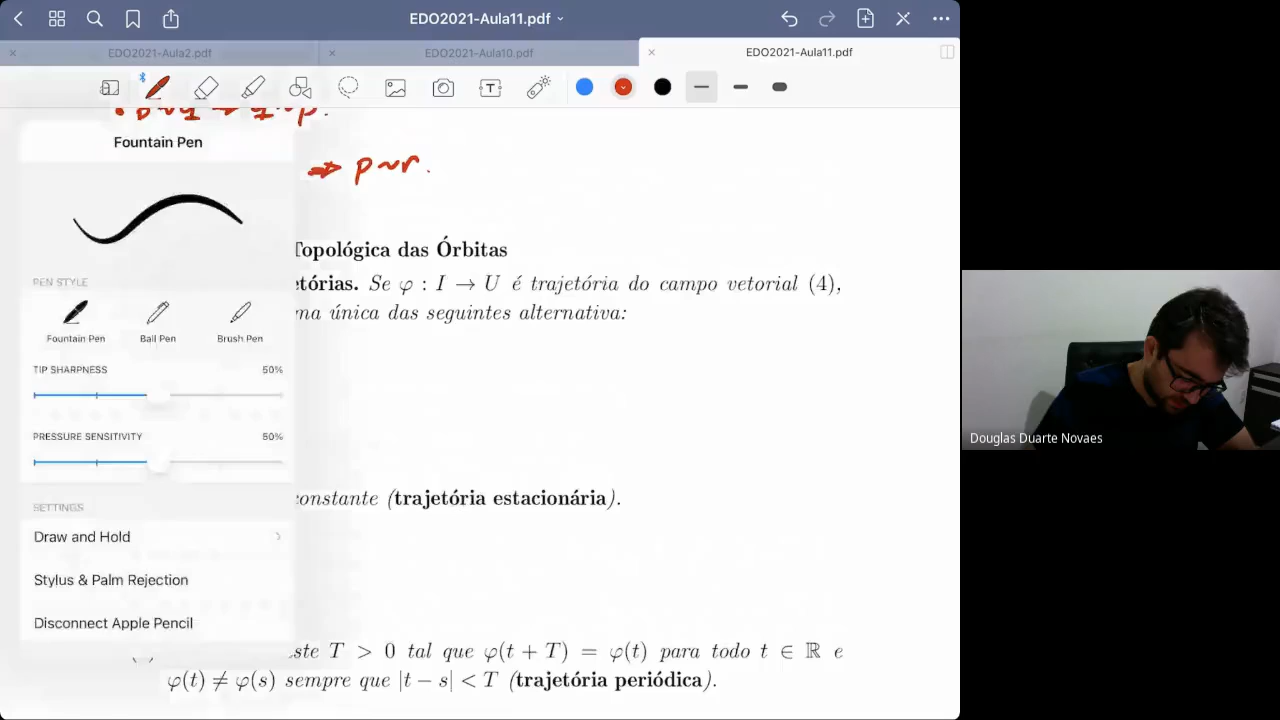 EDO2021-Aula11.pdf
EDO2021-Aula2.pdf
EDO2021-Aula10.pdf
EDO2021-Aula11.pdf
T
Fountain Pen
⇒ p~r.
Topológica das Órbitas
etórias. Se φ : I → U é trajetória do campo vetorial (4),
ma única das seguintes alternativa:
PEN STYLE
Fountain Pen
Ball Pen
Brush Pen
TIP SHARPNESS 50%
PRESSURE SENSITIVITY 50%
constante (trajetória estacionária).
SETTINGS
Draw and Hold
Stylus & Palm Rejection
Disconnect Apple Pencil
ste T > 0 tal que φ(t + T) = φ(t) para todo t ∈ ℝ e
φ(t) ≠ φ(s) sempre que |t − s| < T (trajetória periódica).
Douglas Duarte Novaes